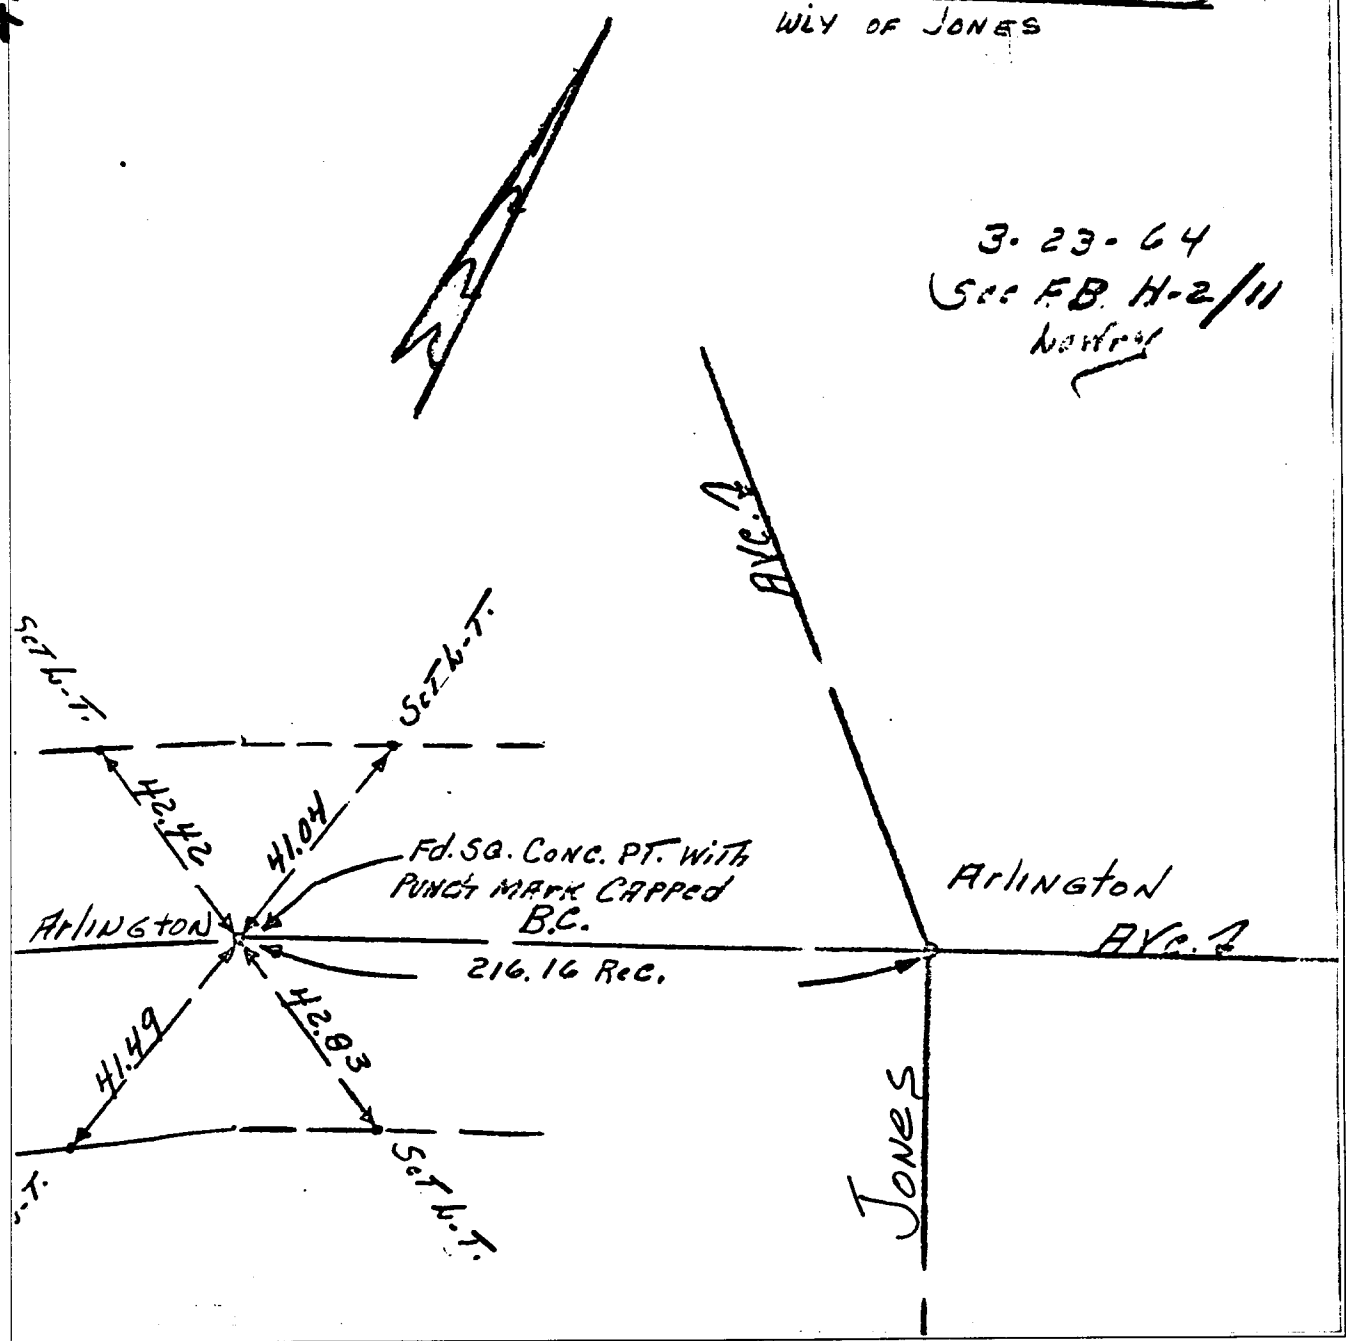 WLY OF JONES
3-23-64
See F.B. H-2/11
AVE.
Set L-T.
Set L-T.
42.42
41.04
Fd. SQ. CONC. PT. WITH
PUNCH MARK CAPPED
B.C.
Arlington
216.16 Rec.
Arlington
AVE.
41.49
42.83
JONES
Set L-T.
-T.